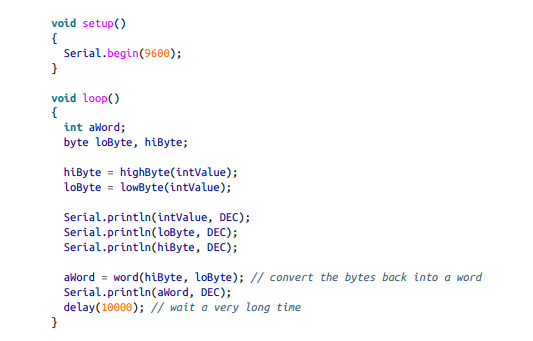 void setup()
{
  Serial.begin(9600);
}

void loop()
{
  int aWord;
  byte loByte, hiByte;

  hiByte = highByte(intValue);
  loByte = lowByte(intValue);

  Serial.println(intValue, DEC);
  Serial.println(loByte, DEC);
  Serial.println(hiByte, DEC);

  aWord = word(hiByte, loByte); // convert the bytes back into a word
  Serial.println(aWord, DEC);
  delay(10000); // wait a very long time
}